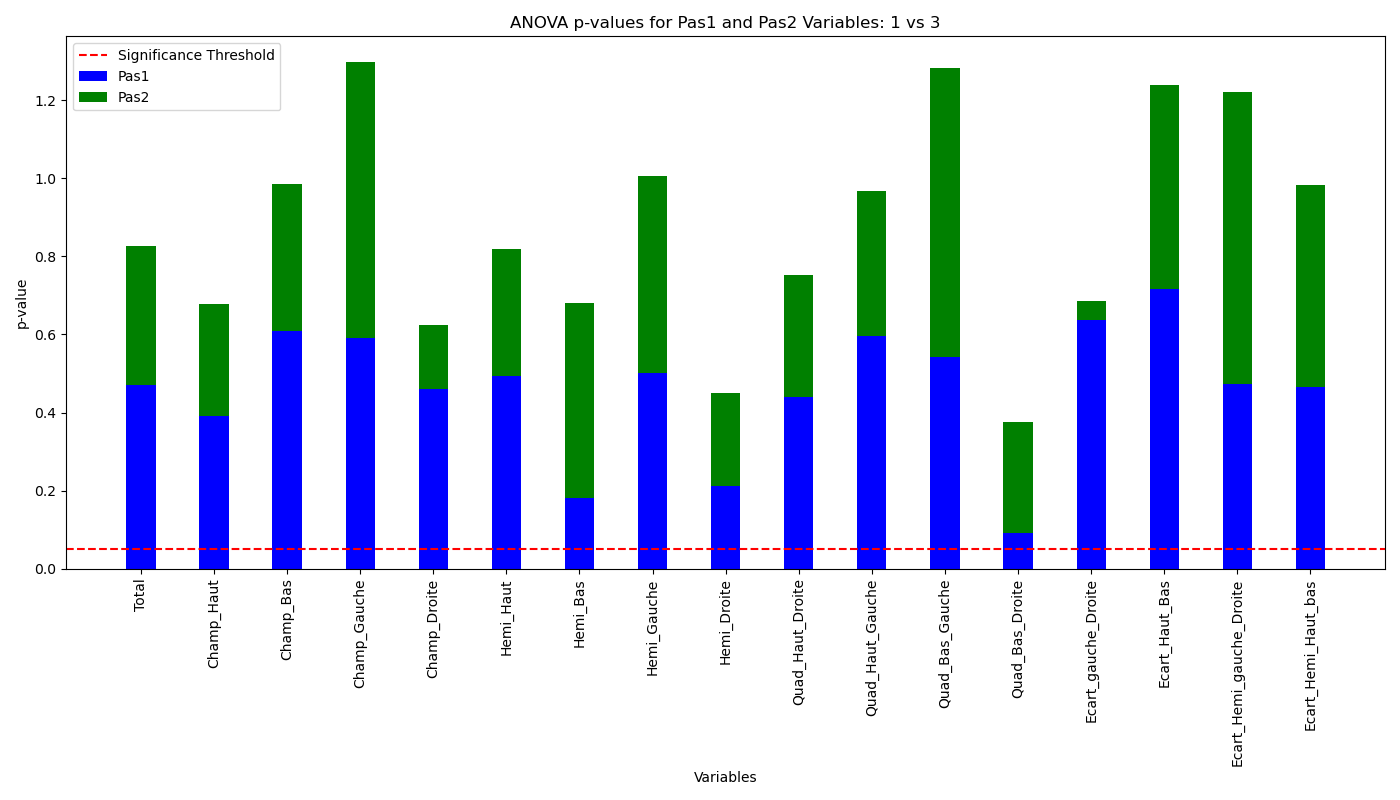 ANOVA p-values for Pas1 and Pas2 Variables: 1 vs 3
Significance Threshold
Pas1
Pas2
p-value
1.2
1.0
0.8
0.6
0.4
0.2
0.0
Total
Champ_Haut
Champ_Bas
Champ_Gauche
Champ_Droite
Hemi_Haut
Hemi_Bas
Hemi_Gauche
Hemi_Droite
Quad_Haut_Droite
Quad_Haut_Gauche
Quad_Bas_Gauche
Quad_Bas_Droite
Ecart_gauche_Droite
Ecart_Haut_Bas
Ecart_Hemi_gauche_Droite
Ecart_Hemi_Haut_bas
Variables